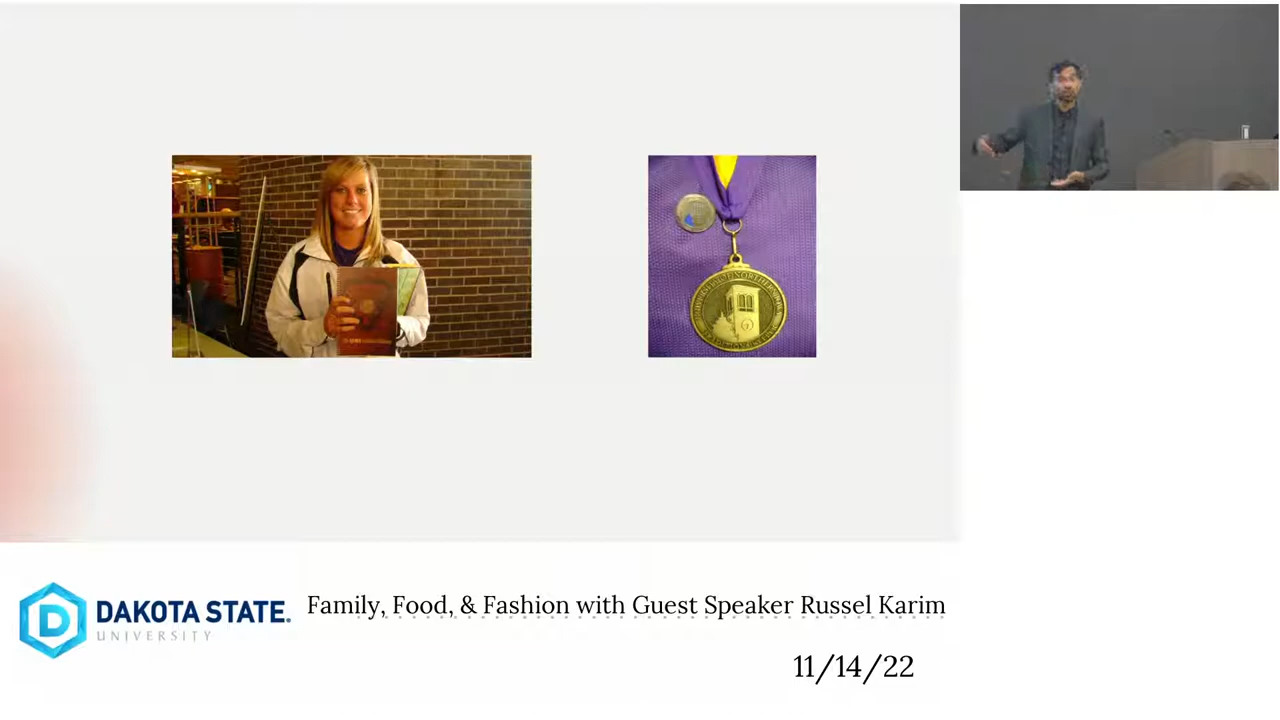 DAKOTA STATE.
UNIVERSITY
Family, Food, & Fashion with Guest Speaker Russel Karim
11/14/22